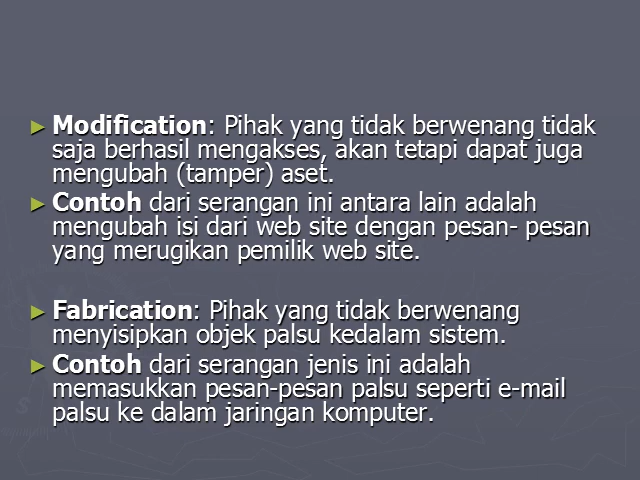 ► Modification: Pihak yang tidak berwenang tidak
saja berhasil mengakses, akan tetapi dapat juga
mengubah (tamper) aset.
► Contoh dari serangan ini antara lain adalah
mengubah isi dari web site dengan pesan- pesan
yang merugikan pemilik web site.
► Fabrication: Pihak yang tidak berwenang
menyisipkan objek palsu kedalam sistem.
► Contoh dari serangan jenis ini adalah
memasukkan pesan-pesan palsu seperti e-mail
palsu ke dalam jaringan komputer.